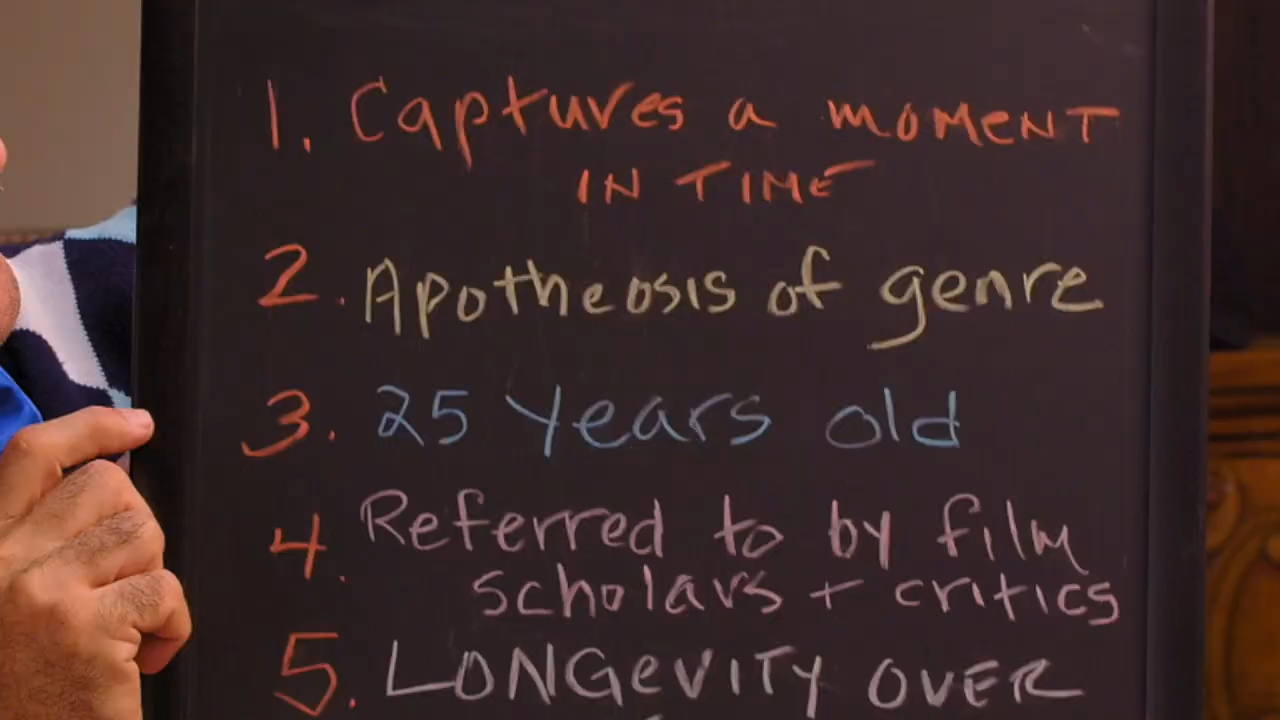 1. Captures a MOMENT
IN TIME
2. Apotheosis of genre
3. 25 Years old
4. Referred to by film
scholars + critics
5. LONGEVITY OVER